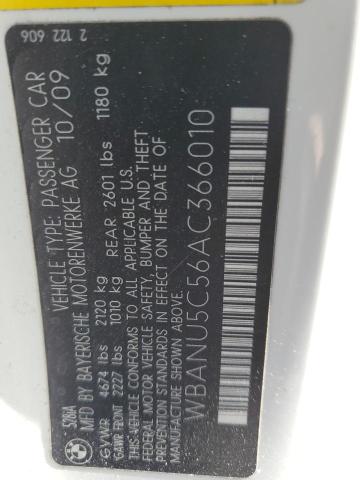 528iA
2 122 606
VEHICLE TYPE: PASSENGER CAR
MFD BY BAYERISCHE MOTORENWERKE AG 10/09
GVWR 4674 lbs 2120 kg
GAWR FRONT 2227 lbs 1010 kg REAR 2601 lbs 1180 kg
THIS VEHICLE CONFORMS TO ALL APPLICABLE U.S.
FEDERAL MOTOR VEHICLE SAFETY, BUMPER AND THEFT
PREVENTION STANDARDS IN EFFECT ON THE DATE OF
MANUFACTURE SHOWN ABOVE.
WBANU5C56AC366010